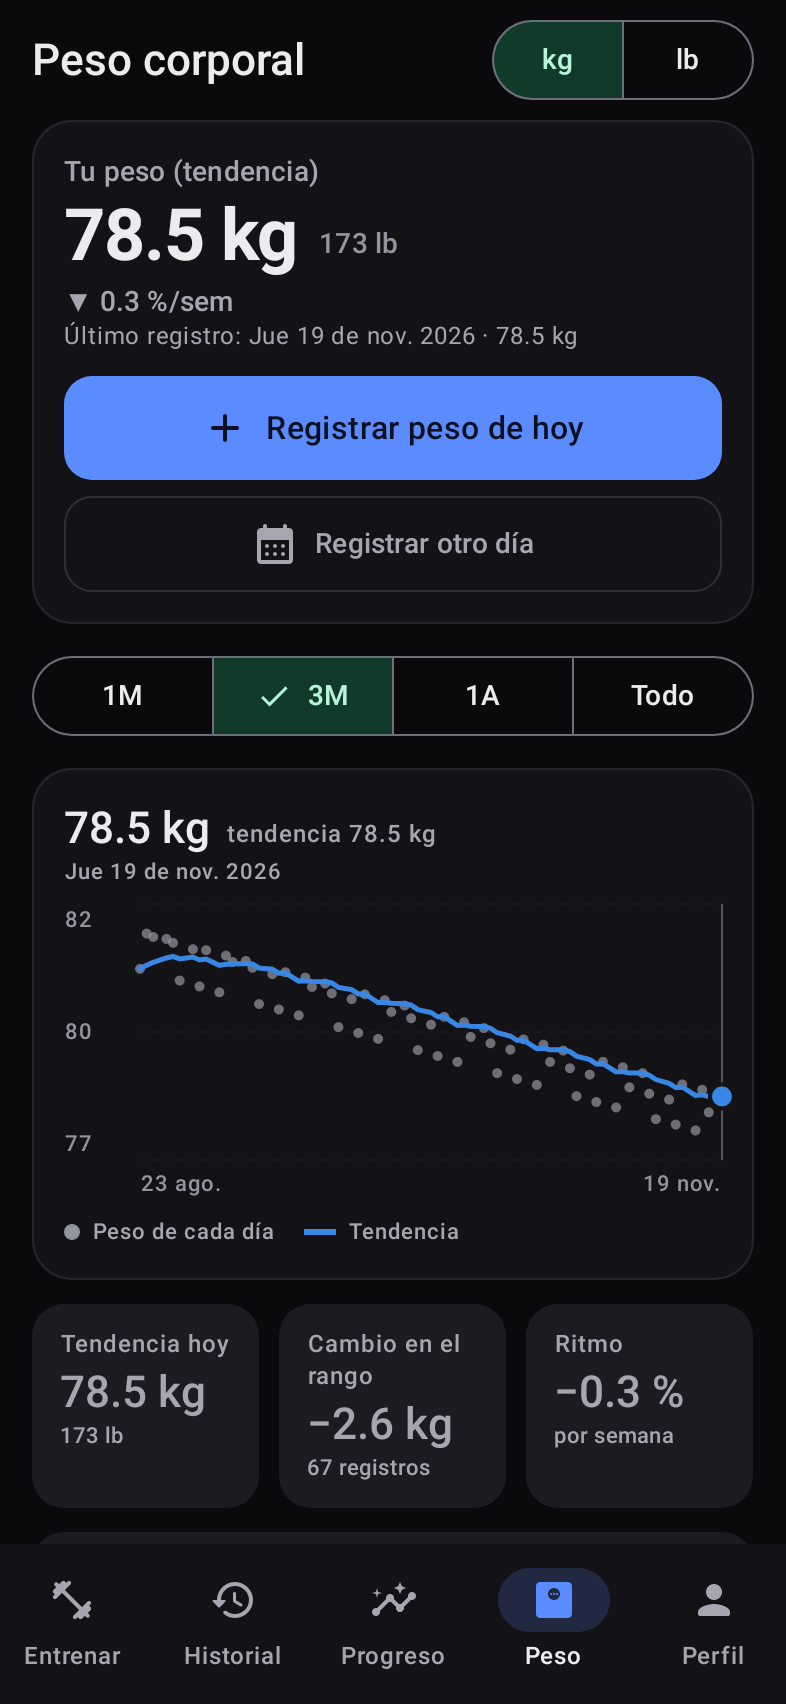 Peso corporal
kg
lb
Tu peso (tendencia)
78.5 kg 173 lb
▼ 0.3 %/sem
Último registro: Jue 19 de nov. 2026 · 78.5 kg
Registrar peso de hoy
Registrar otro día
1M
3M
1A
Todo
78.5 kg tendencia 78.5 kg
Jue 19 de nov. 2026
82
80
77
23 ago.
19 nov.
Peso de cada día
Tendencia
Tendencia hoy
78.5 kg
173 lb
Cambio en el
rango
−2.6 kg
67 registros
Ritmo
−0.3 %
por semana
Entrenar
Historial
Progreso
Peso
Perfil